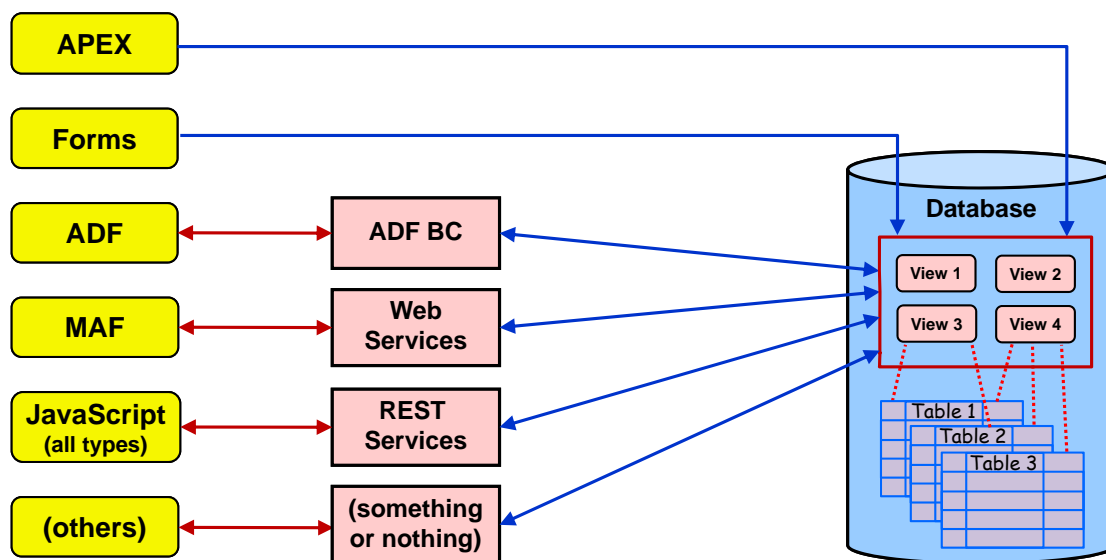 APEX
Forms
Database
ADF
ADF BC
View 1
View 2
MAF
Web
Services
View 3
View 4
JavaScript
(all types)
REST
Services
Table 1
Table 2
Table 3
(others)
(something
or nothing)